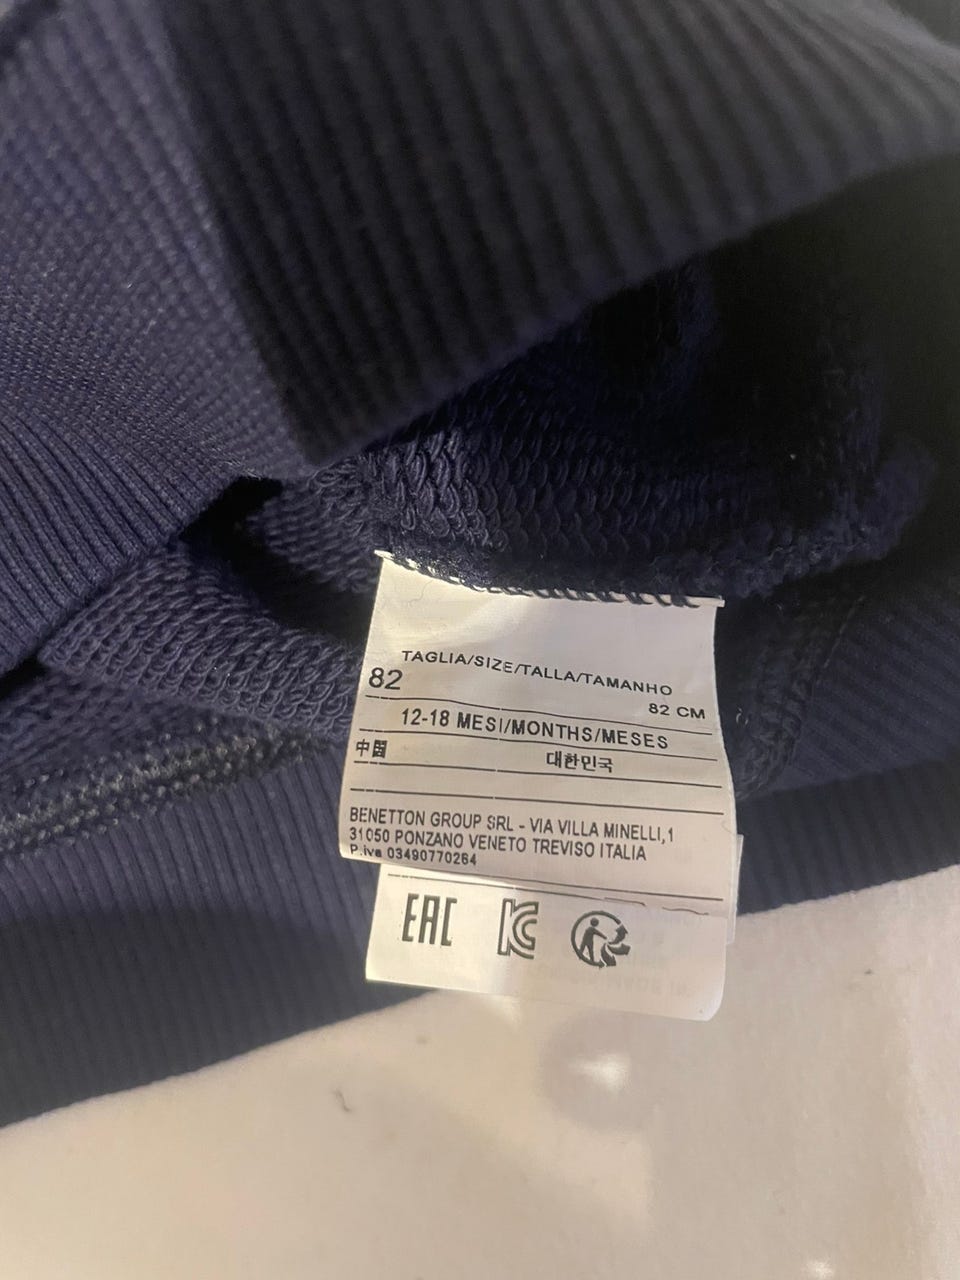 TAGLIA/SIZE/TALLA/TAMANHO
82
82 CM
12-18 MESI/MONTHS/MESES
中国 대한민국
BENETTON GROUP SRL - VIA VILLA MINELLI,1
31050 PONZANO VENETO TREVISO ITALIA
P.iva 03490770264
EAC KC